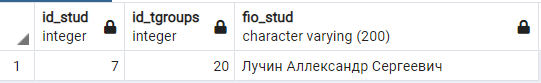 id_stud id_tgroups fio_stud
integer integer character varying (200)
1 7 20 Лучин Аллександр Сергеевич